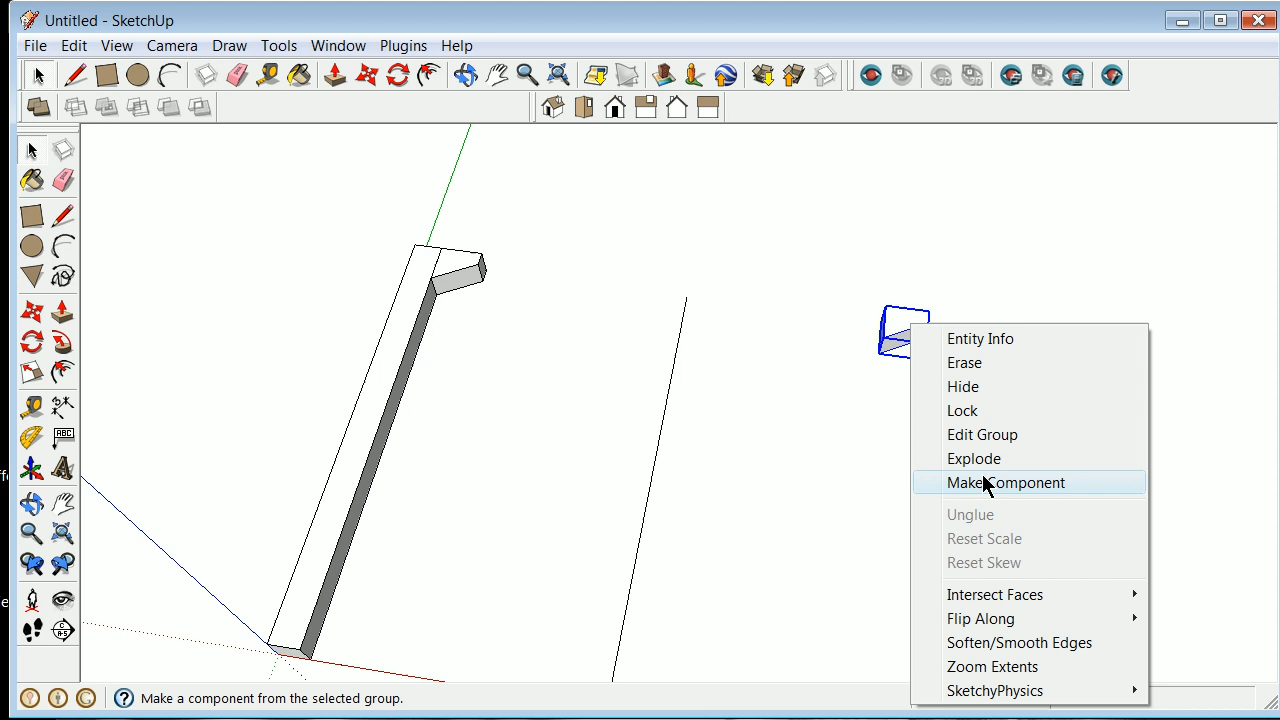 Untitled - SketchUp
File Edit View Camera Draw Tools Window Plugins Help
ABC
Entity Info
Erase
Hide
Lock
Edit Group
Explode
Make Component
Unglue
Reset Scale
Reset Skew
Intersect Faces
Flip Along
Soften/Smooth Edges
Zoom Extents
SketchyPhysics
Make a component from the selected group.